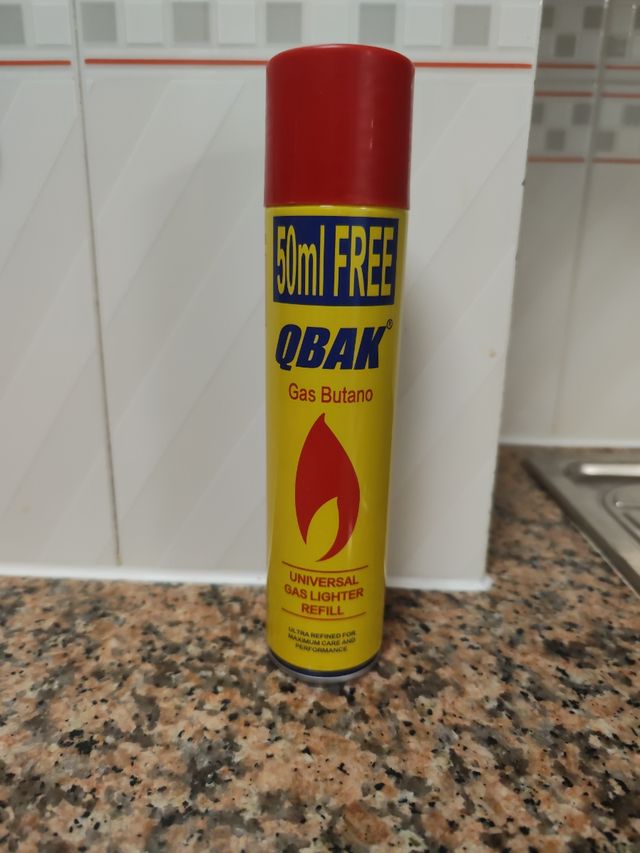 50ml FREE
QBAK®
Gas Butano
UNIVERSAL
GAS LIGHTER
REFILL
ULTRA REFINED FOR
MAXIMUM CARE AND
PERFORMANCE